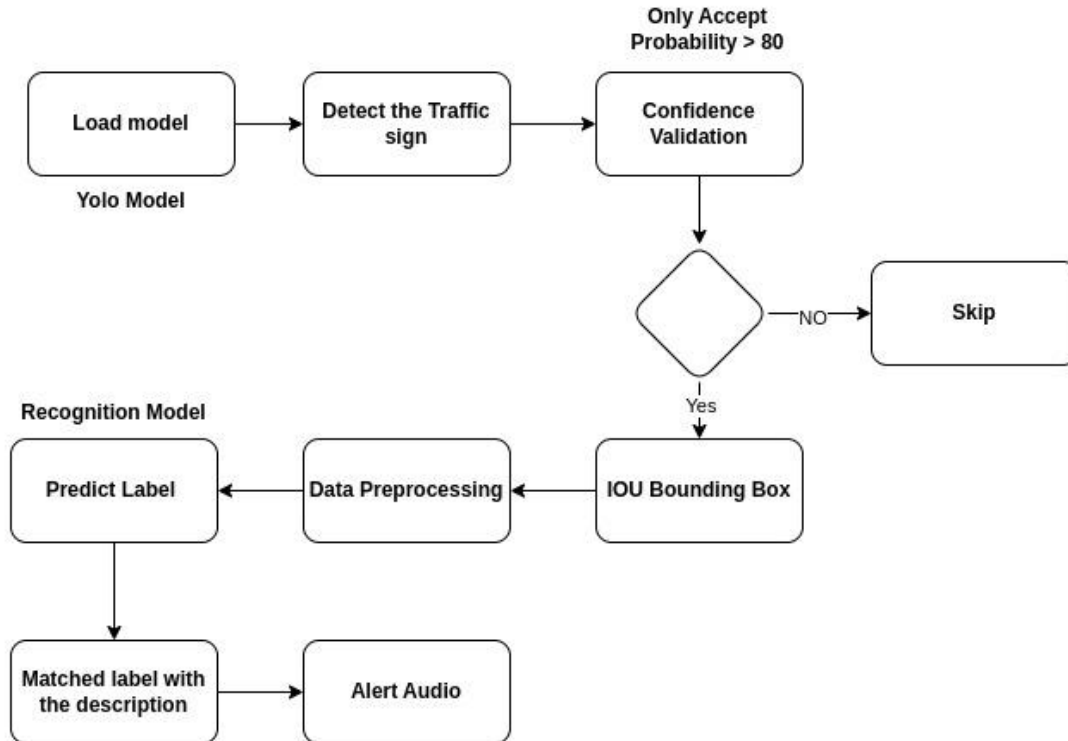 Only Accept
Probability > 80
Load model
Detect the Traffic
sign
Confidence
Validation
Yolo Model
NO
Skip
Yes
Recognition Model
Predict Label
Data Preprocessing
IOU Bounding Box
Matched label with
the description
Alert Audio